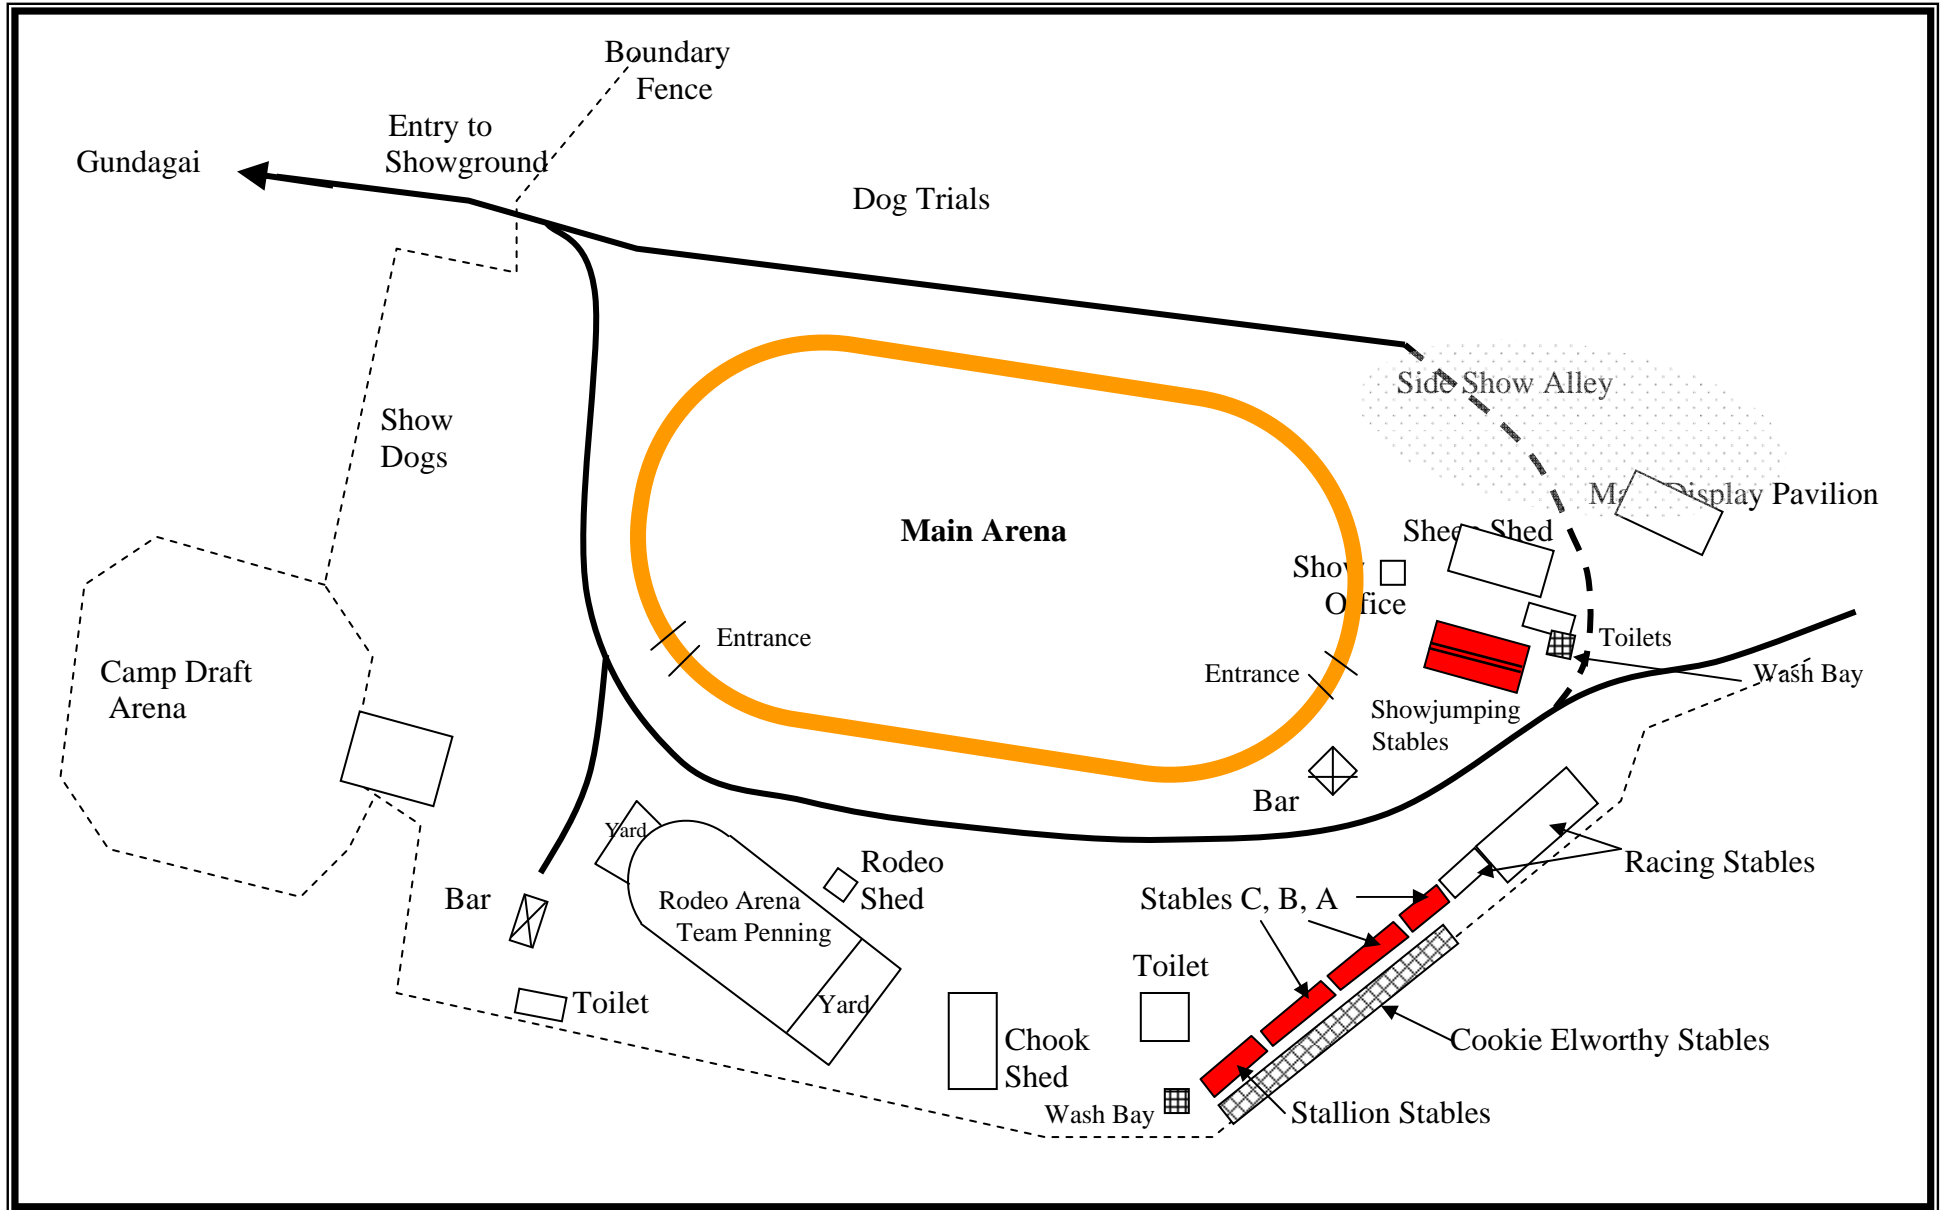 Boundary
Fence
Entry to
Showground
Gundagai
Dog Trials
Side Show Alley
Show
Dogs
Display Pavilion
Main Arena
Shed
Show
Office
Entrance
Toilets
Camp Draft
Arena
Entrance
Wash Bay
Showjumping
Stables
Bar
Yard
Rodeo
Shed
Racing Stables
Bar
Rodeo Arena
Team Penning
Stables C, B, A
Toilet
Toilet
Yard
Chook
Shed
Cookie Elworthy Stables
Wash Bay
Stallion Stables